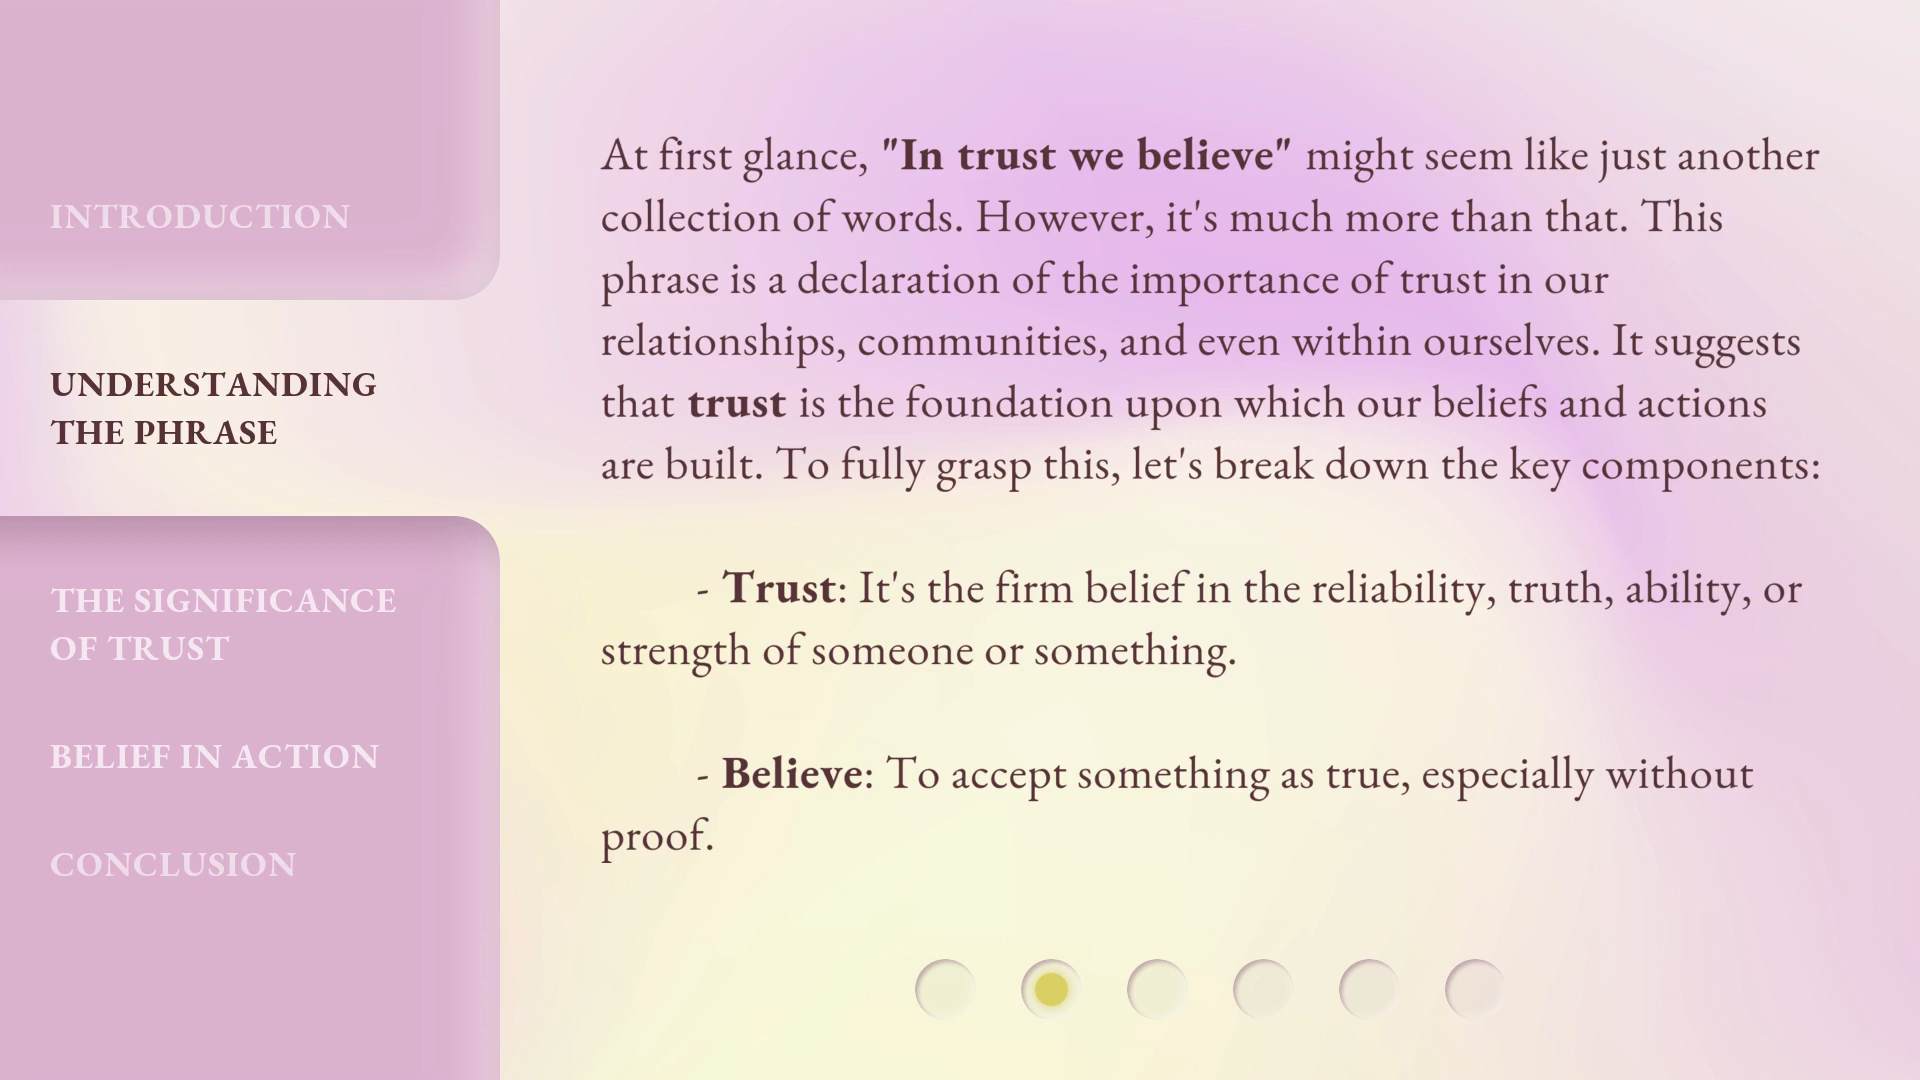 INTRODUCTION
UNDERSTANDING
THE PHRASE
THE SIGNIFICANCE
OF TRUST
BELIEF IN ACTION
CONCLUSION
At first glance, "In trust we believe" might seem like just another
collection of words. However, it's much more than that. This
phrase is a declaration of the importance of trust in our
relationships, communities, and even within ourselves. It suggests
that trust is the foundation upon which our beliefs and actions
are built. To fully grasp this, let's break down the key components:
- Trust: It's the firm belief in the reliability, truth, ability, or
strength of someone or something.
- Believe: To accept something as true, especially without
proof.